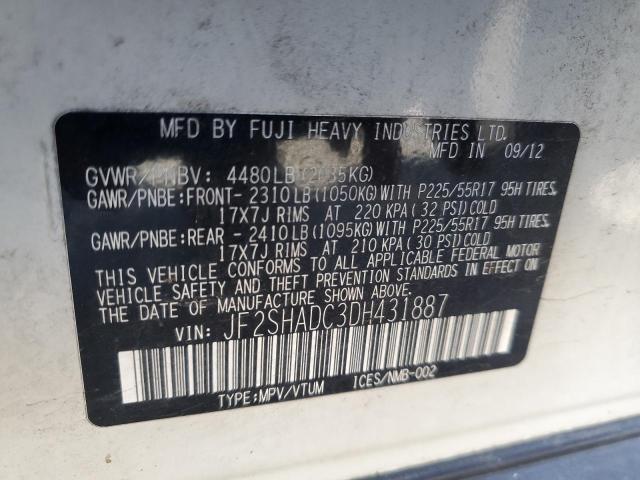 MFD BY FUJI HEAVY INDUSTRIES LTD.
MFD. IN 09/12
GVWR/PNBV: 4480LB(2035KG)
GAWR/PNBE:FRONT- 2310LB(1050KG)WITH P225/55R17 95H TIRES,
17X7J RIMS AT 220 KPA (32 PSI)COLD
GAWR/PNBE:REAR - 2410LB(1095KG)WITH P225/55R17 95H TIRES,
17X7J RIMS AT 210 KPA (30 PSI)COLD
THIS VEHICLE CONFORMS TO ALL APPLICABLE FEDERAL MOTOR
VEHICLE SAFETY AND THEFT PREVENTION STANDARDS IN EFFECT ON
THE DATE OF MANUFACTURE SHOWN ABOVE.
VIN: JF2SHADC3DH431887
TYPE:MPV/VTUM ICES/NMB-002